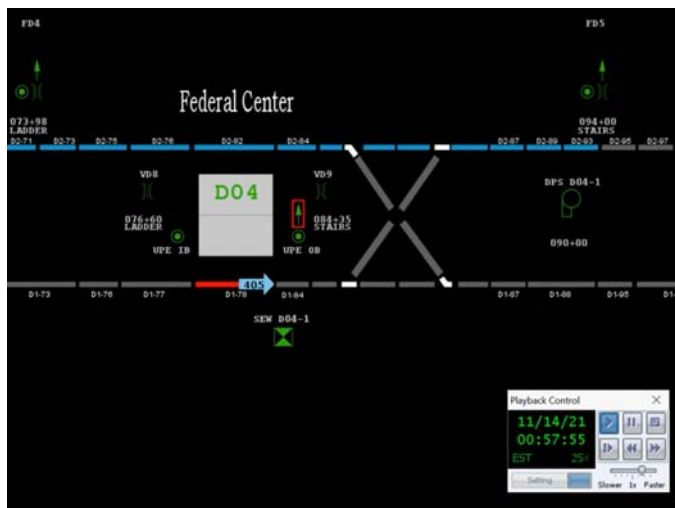 FD4
FD5
073+98
LADDER
Federal Center
094+00
STAIRS
D2-71 D2-73 D2-75 D2-76 D2-82 D2-84 D2-87 D2-89 D2-93 D2-95 D2-97
VD8
D04
VD9
DPS D04-1
076+60
LADDER
084+35
STAIRS
UPE IB
UPE OB
090+00
405
D1-73 D1-76 D1-77 D1-78 D1-84 D1-87 D1-88 D1-95
SEW D04-1
Playback Control
11/14/21
00:57:55
EST 25x
Setting
Slower 1x Faster